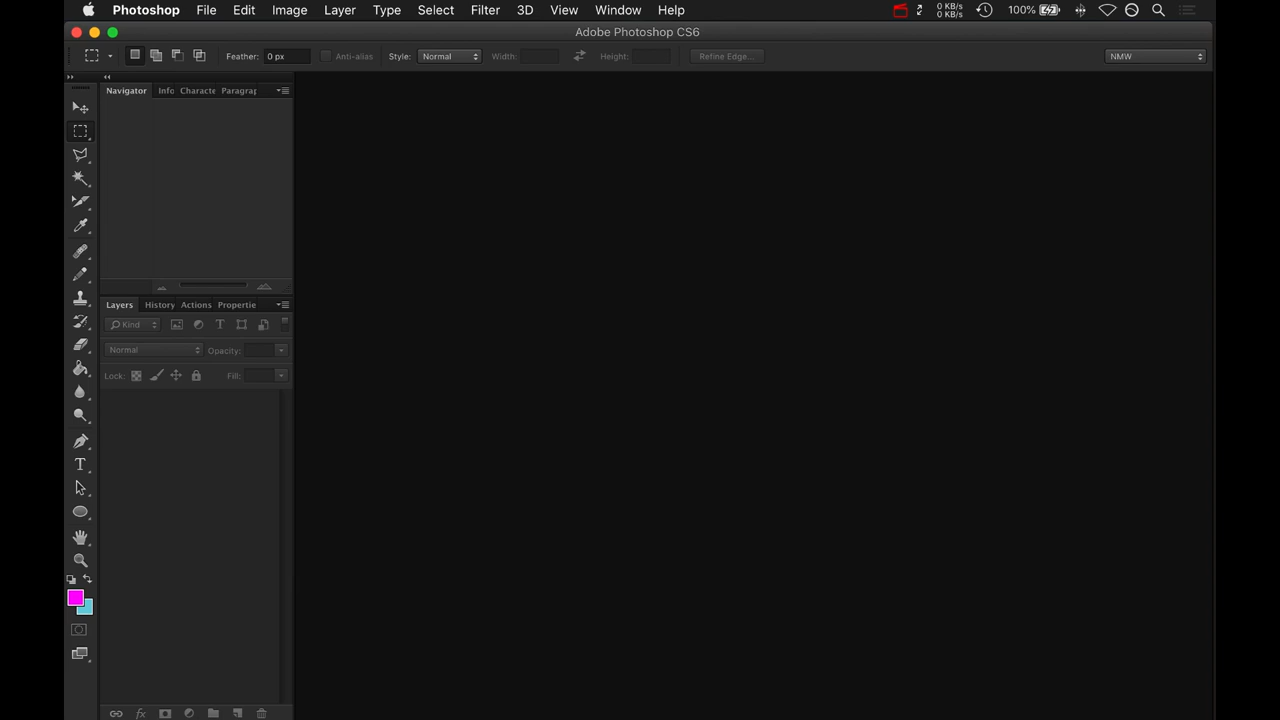 Photoshop File Edit Image Layer Type Select Filter 3D View Window Help 0 KB/s 0 KB/s 100%
Adobe Photoshop CS6
Feather: 0 px Anti-alias Style: Normal Width: Height: Refine Edge... NMW
Navigator Info Characte Paragrap
Layers History Actions Propertie
Kind
Normal Opacity:
Lock: Fill:
T
fx